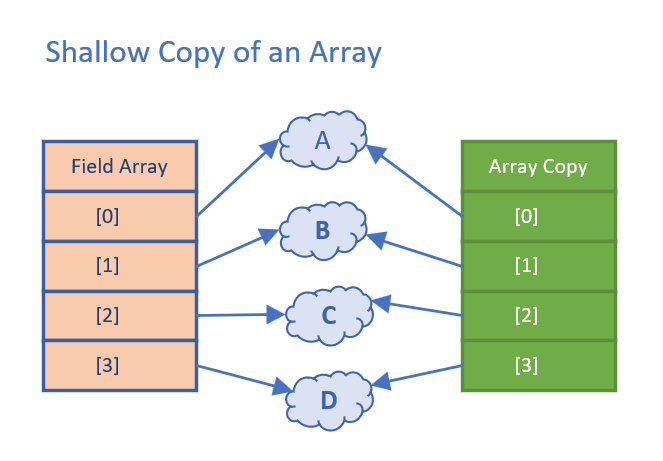 Shallow Copy of an Array
Field Array
[0]
[1]
[2]
[3]
A
B
C
D
Array Copy
[0]
[1]
[2]
[3]